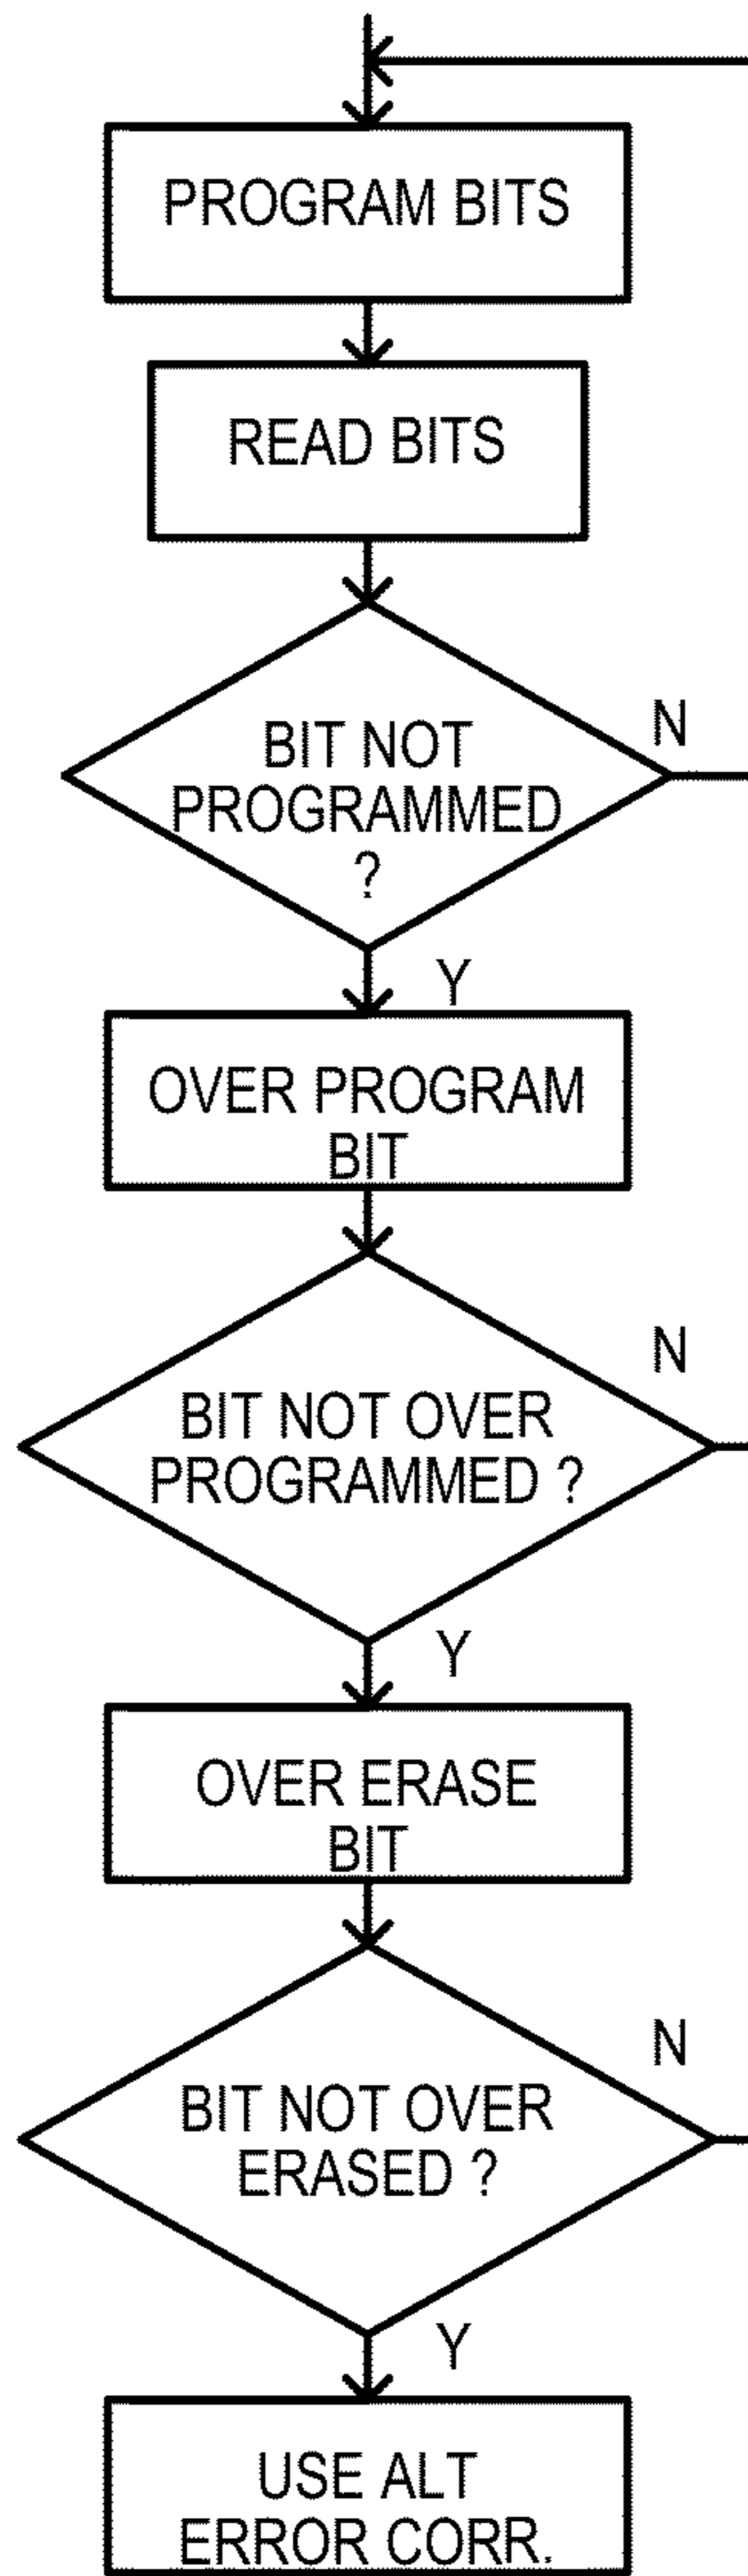 PROGRAM BITS
READ BITS
N
BIT NOT
PROGRAMMED
?
Y
OVER PROGRAM
BIT
N
BIT NOT OVER
PROGRAMMED ?
Y
OVER ERASE
BIT
N
BIT NOT OVER
ERASED ?
Y
USE ALT
ERROR CORR.